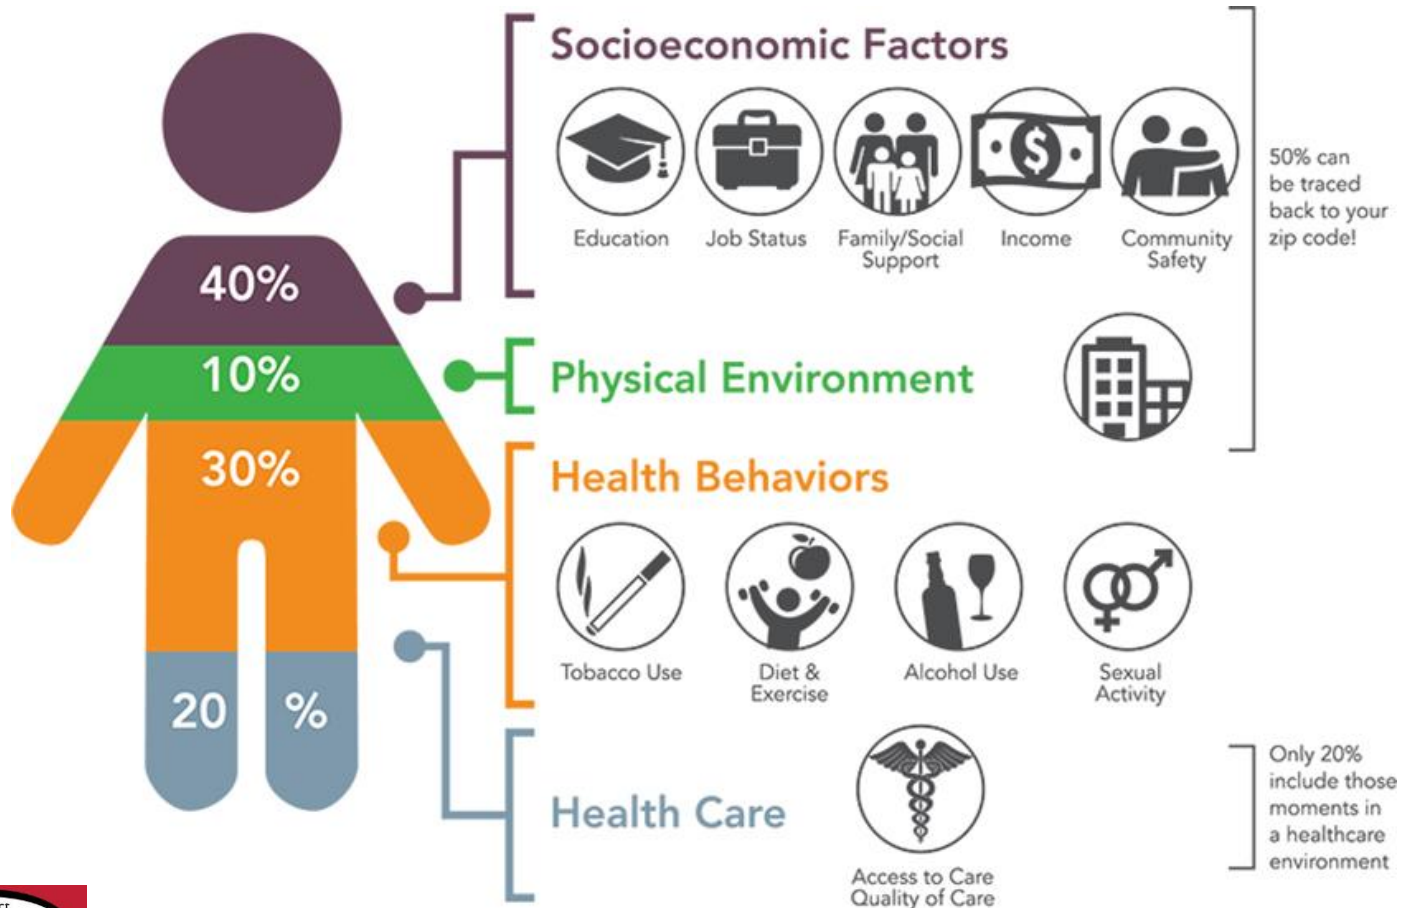 Socioeconomic Factors
Education
Job Status
Family/Social
Support
Income
Community
Safety
50% can
be traced
back to your
zip code!
40%
10%
Physical Environment
30%
Health Behaviors
Tobacco Use
Diet &
Exercise
Alcohol Use
Sexual
Activity
20 %
Health Care
Access to Care
Quality of Care
Only 20%
include those
moments in
a healthcare
environment